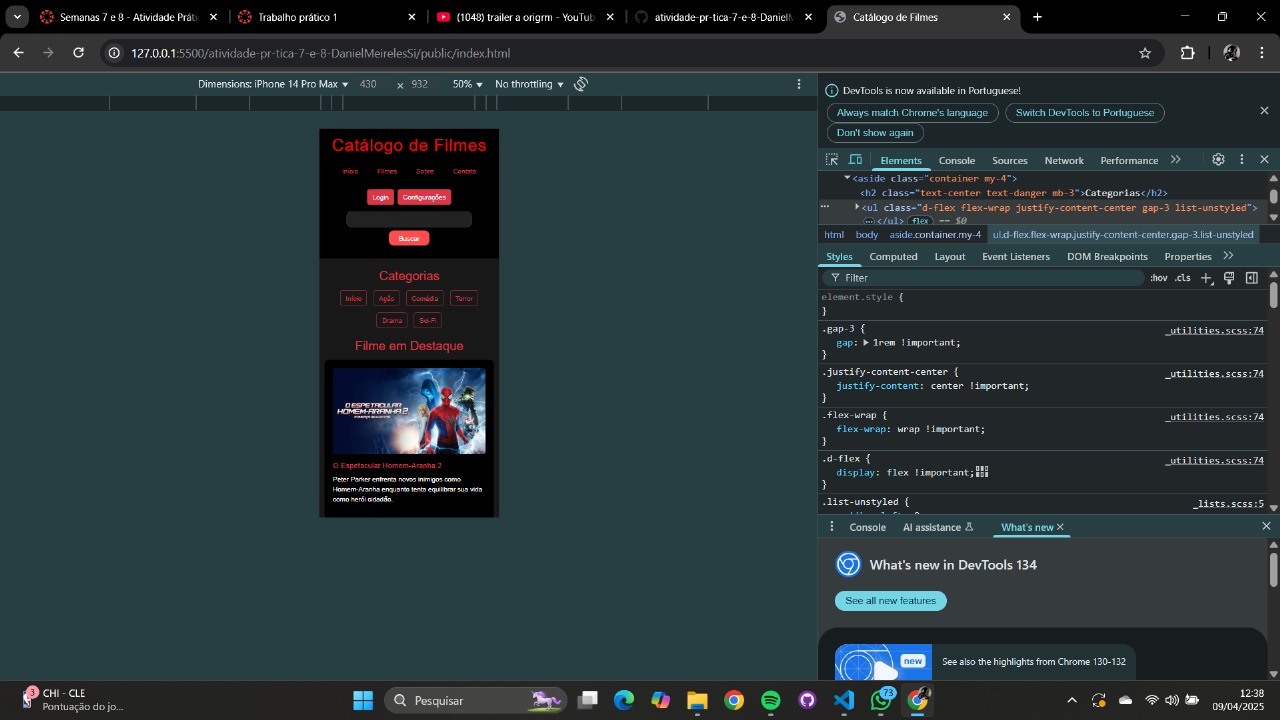 Semanas 7 e 8 - Atividade Prátic
Trabalho prático 1
(1048) trailer a origrm - YouTub
atividade-pr-tica-7-e-8-DanielM
Catálogo de Filmes
127.0.0.1:5500/atividade-pr-tica-7-e-8-DanielMeirelesSi/public/index.html
Dimensions: iPhone 14 Pro Max 430 × 932 50% No throttling
Catálogo de Filmes
Início Filmes Sobre Contato
Login Configurações
Buscar
Categorias
Início Ação Comédia Terror
Drama Sci-Fi
Filme em Destaque
O ESPETACULAR
HOMEM-ARANHA 2
O Espetacular Homem-Aranha 2
Peter Parker enfrenta novos inimigos como
Homem-Aranha enquanto tenta equilibrar sua vida
como herói e cidadão.
DevTools is now available in Portuguese!
Always match Chrome's language Switch DevTools to Portuguese
Don't show again
Elements Console Sources Network Performance
<aside class="container my-4">
<h2 class="text-center text-danger mb-3">Categorias</h2>
<ul class="d-flex flex-wrap justify-content-center gap-3 list-unstyled">
</ul> flex == $0
html body aside.container.my-4 ul.d-flex.flex-wrap.justify-content-center.gap-3.list-unstyled
Styles Computed Layout Event Listeners DOM Breakpoints Properties
Filter :hov .cls
element.style {
}
.gap-3 { _utilities.scss:74
gap: 1rem !important;
}
.justify-content-center { _utilities.scss:74
justify-content: center !important;
}
.flex-wrap { _utilities.scss:74
flex-wrap: wrap !important;
}
.d-flex { _utilities.scss:74
display: flex !important;
}
.list-unstyled { _lists.scss:5
Console AI assistance What's new
What's new in DevTools 134
See all new features
new
See also the highlights from Chrome 130-132
3
CHI - CLE
Pontuação do jo...
Pesquisar
73
12:38
09/04/2025